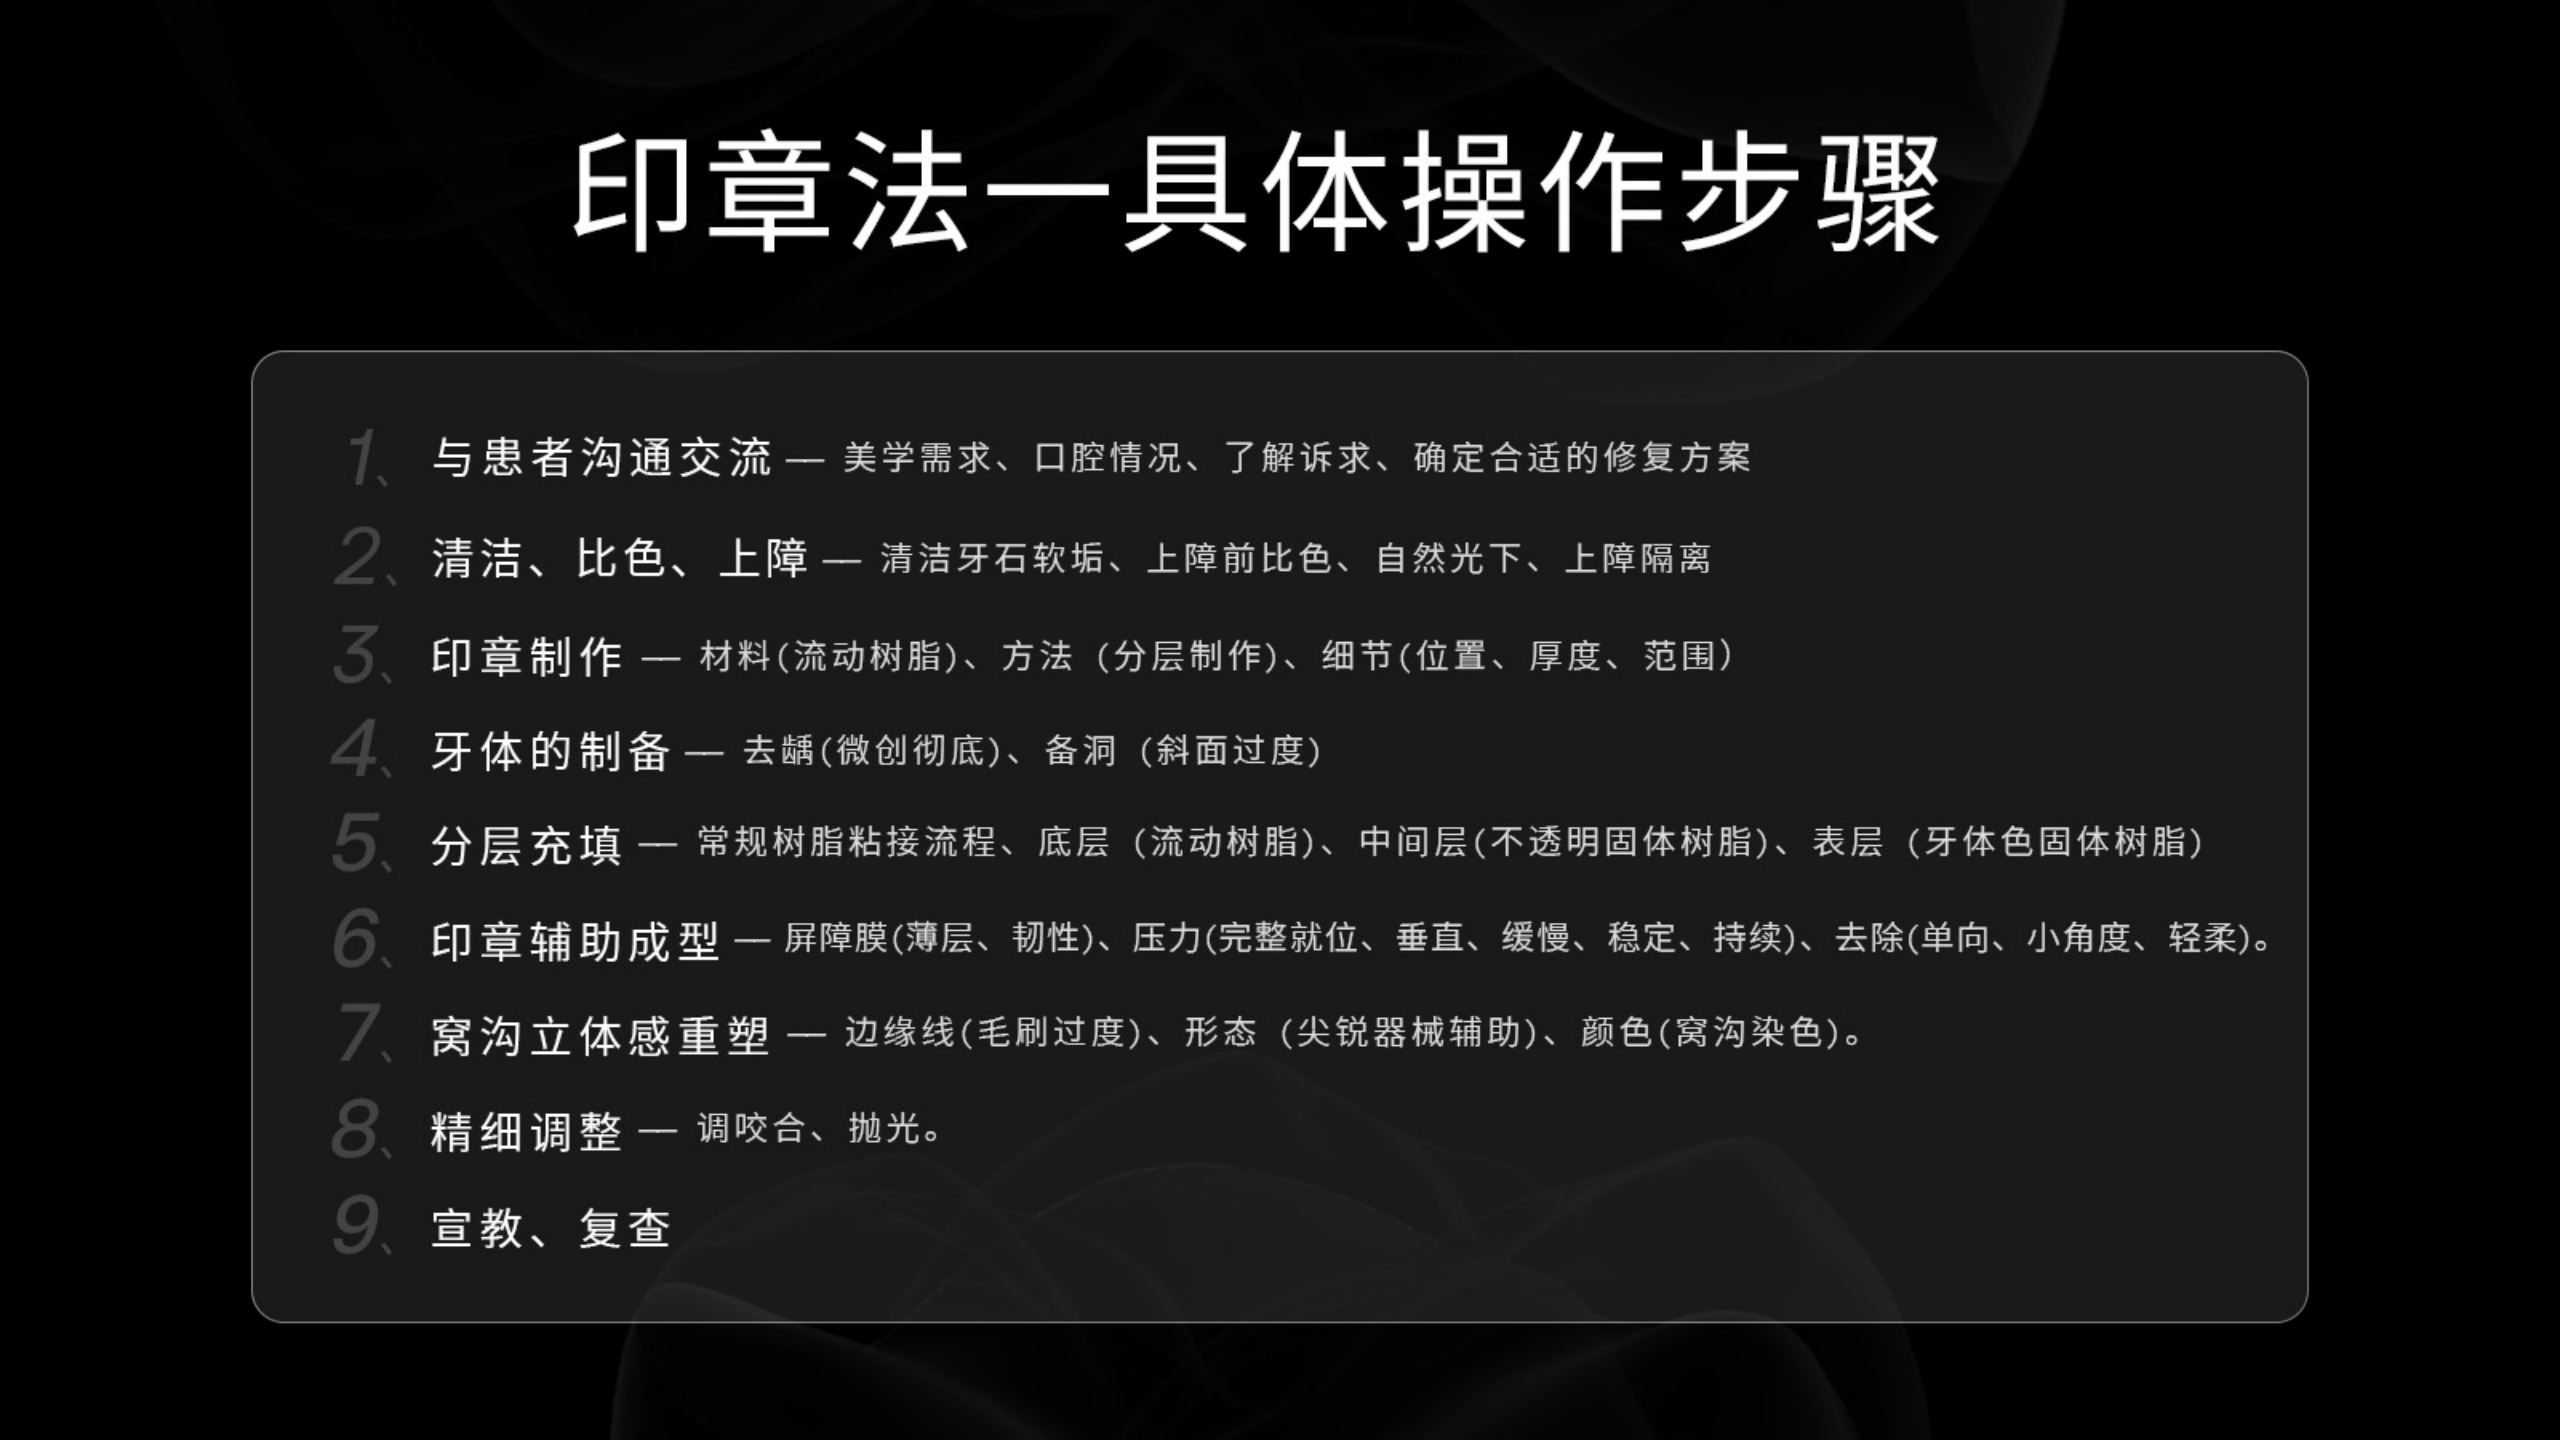 印章法一具体操作步骤
1、与患者沟通交流 — 美学需求、口腔情况、了解诉求、确定合适的修复方案
2、清洁、比色、上障 — 清洁牙石软垢、上障前比色、自然光下、上障隔离
3、印章制作 — 材料(流动树脂)、方法 (分层制作)、细节(位置、厚度、范围)
4、牙体的制备 — 去龋(微创彻底)、备洞 (斜面过度)
5、分层充填 — 常规树脂粘接流程、底层 (流动树脂)、中间层(不透明固体树脂)、表层 (牙体色固体树脂)
6、印章辅助成型 — 屏障膜(薄层、韧性)、压力(完整就位、垂直、缓慢、稳定、持续)、去除(单向、小角度、轻柔)。
7、窝沟立体感重塑 — 边缘线(毛刷过度)、形态 (尖锐器械辅助)、颜色(窝沟染色)。
8、精细调整 — 调咬合、抛光。
9、宣教、复查